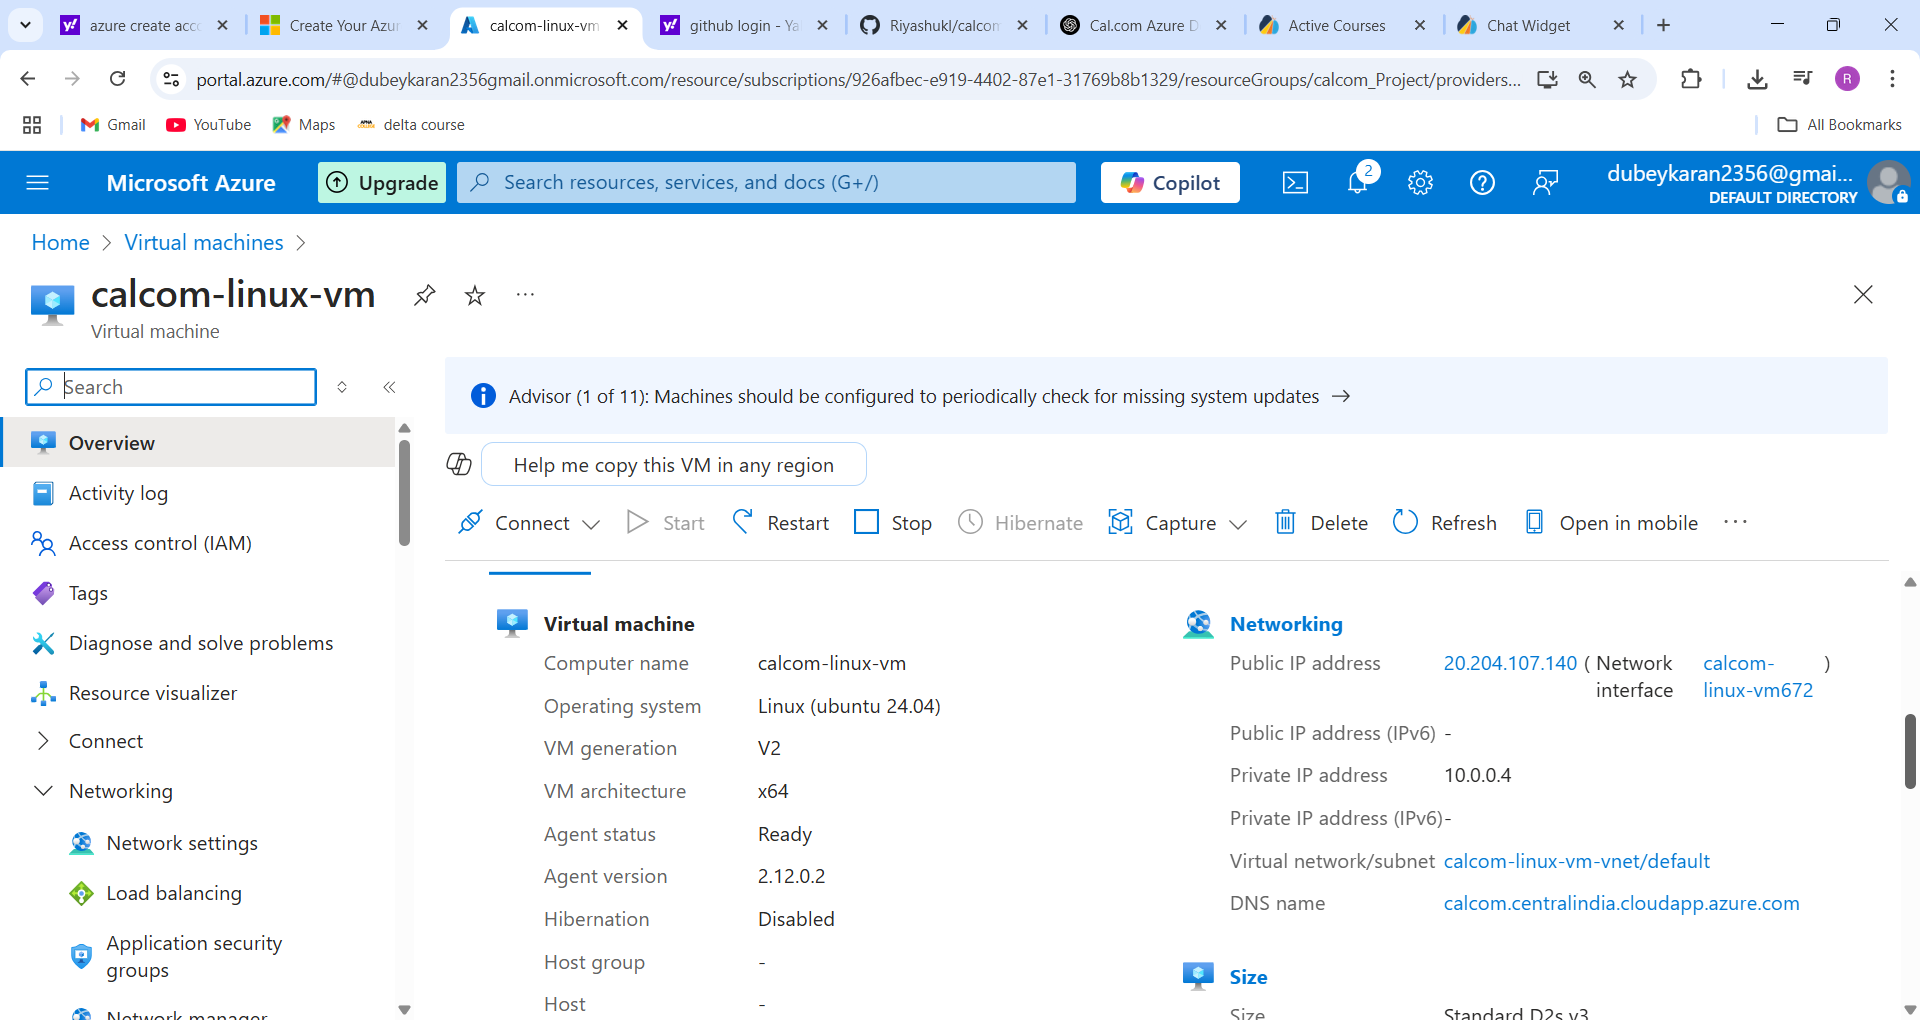 azure create acc
Create Your Azur
calcom-linux-vm
github login - Ya
Riyashukl/calcom
Cal.com Azure D
Active Courses
Chat Widget
portal.azure.com/#@dubeykaran2356gmail.onmicrosoft.com/resource/subscriptions/926afbec-e919-4402-87e1-31769b8b1329/resourceGroups/calcom_Project/providers...
R
Gmail
YouTube
Maps
delta course
All Bookmarks
Microsoft Azure
Upgrade
Search resources, services, and docs (G+/)
Copilot
2
dubeykaran2356@gmai...
DEFAULT DIRECTORY
Home > Virtual machines >
calcom-linux-vm
Virtual machine
Search
Advisor (1 of 11): Machines should be configured to periodically check for missing system updates →
Help me copy this VM in any region
Connect
Start
Restart
Stop
Hibernate
Capture
Delete
Refresh
Open in mobile
Overview
Activity log
Access control (IAM)
Tags
Diagnose and solve problems
Resource visualizer
Connect
Networking
Network settings
Load balancing
Application security
groups
Network manager
Virtual machine
Computer name calcom-linux-vm
Operating system Linux (ubuntu 24.04)
VM generation V2
VM architecture x64
Agent status Ready
Agent version 2.12.0.2
Hibernation Disabled
Host group -
Host -
Networking
Public IP address 20.204.107.140 ( Network interface calcom-linux-vm672 )
Public IP address (IPv6) -
Private IP address 10.0.0.4
Private IP address (IPv6) -
Virtual network/subnet calcom-linux-vm-vnet/default
DNS name calcom.centralindia.cloudapp.azure.com
Size
Size Standard D2s v3